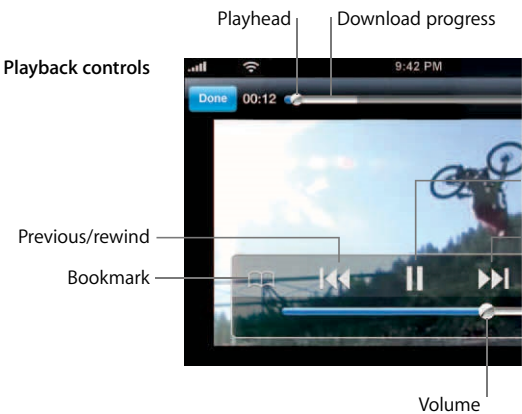 Playhead Download progress
Playback controls
9:42 PM
Done 00:12
Previous/rewind
Bookmark
Volume